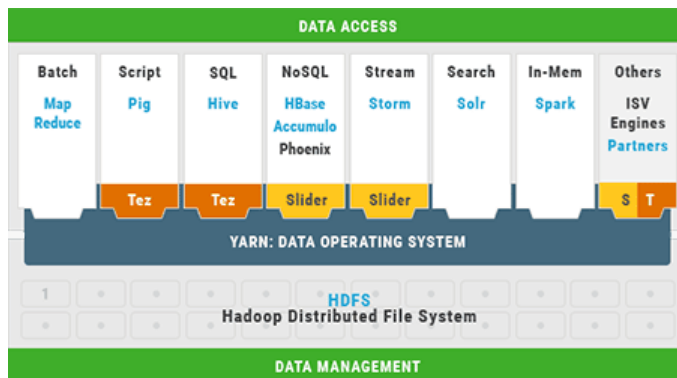 DATA ACCESS
Batch
Map
Reduce
Script
Pig
Tez
SQL
Hive
Tez
NoSQL
HBase
Accumulo
Phoenix
Slider
Stream
Storm
Slider
Search
Solr
In-Mem
Spark
Others
ISV
Engines
Partners
S T
YARN: DATA OPERATING SYSTEM
1
HDFS
Hadoop Distributed File System
DATA MANAGEMENT